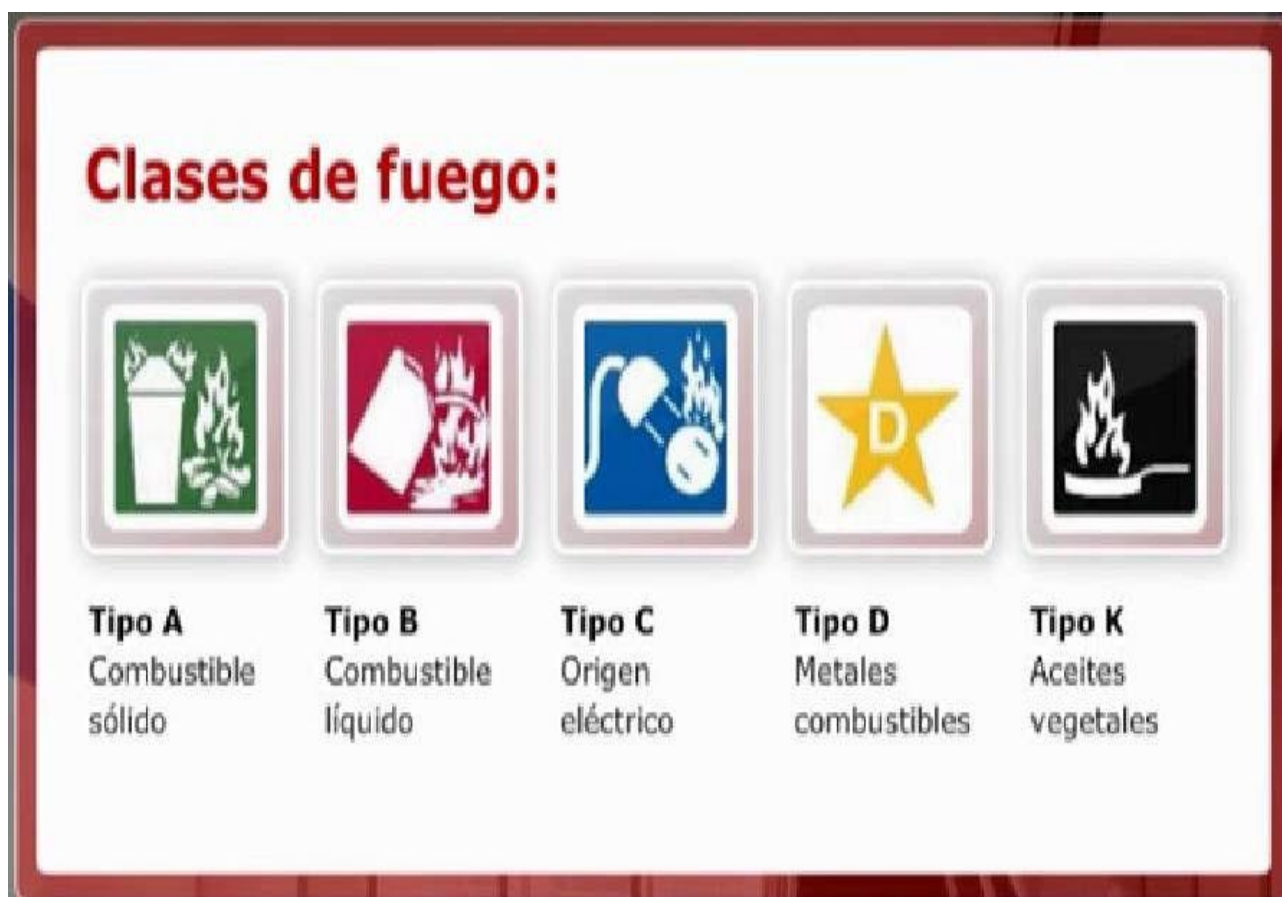 Clases de fuego:
D
Tipo A
Combustible
sólido
Tipo B
Combustible
líquido
Tipo C
Origen
eléctrico
Tipo D
Metales
combustibles
Tipo K
Aceites
vegetales